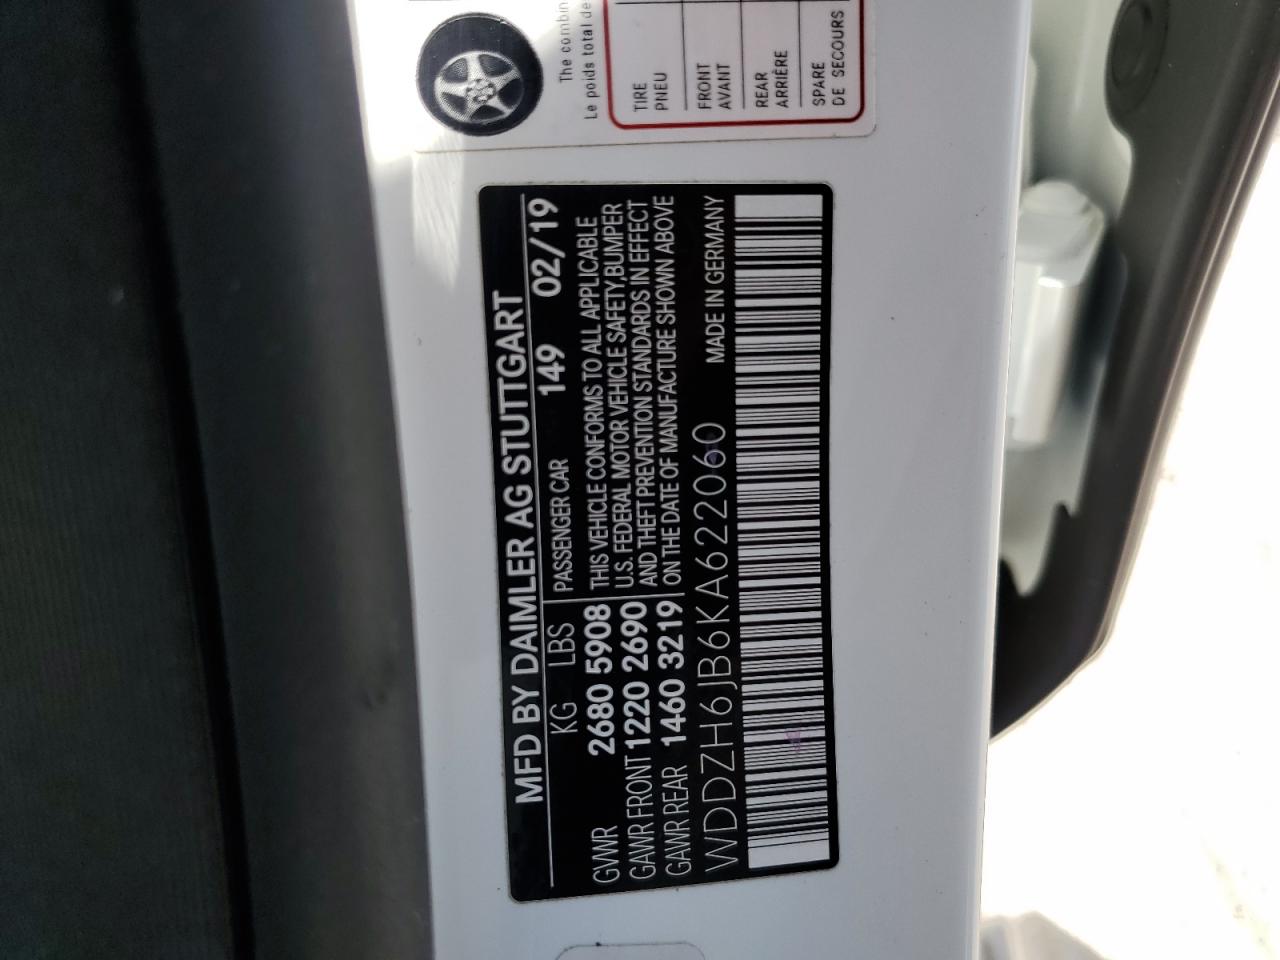 MFD BY DAIMLER AG STUTTGART
KG LBS PASSENGER CAR 149 02/19
GVWR 2680 5908 THIS VEHICLE CONFORMS TO ALL APPLICABLE
GAWR FRONT 1220 2690 U.S. FEDERAL MOTOR VEHICLE SAFETY,BUMPER
GAWR REAR 1460 3219 AND THEFT PREVENTION STANDARDS IN EFFECT
ON THE DATE OF MANUFACTURE SHOWN ABOVE
WDDZH6JB6KA622060 MADE IN GERMANY
The
Le poids total de
TIRE
PNEU
FRONT
AVANT
REAR
ARRIÈRE
SPARE
DE SECOURS